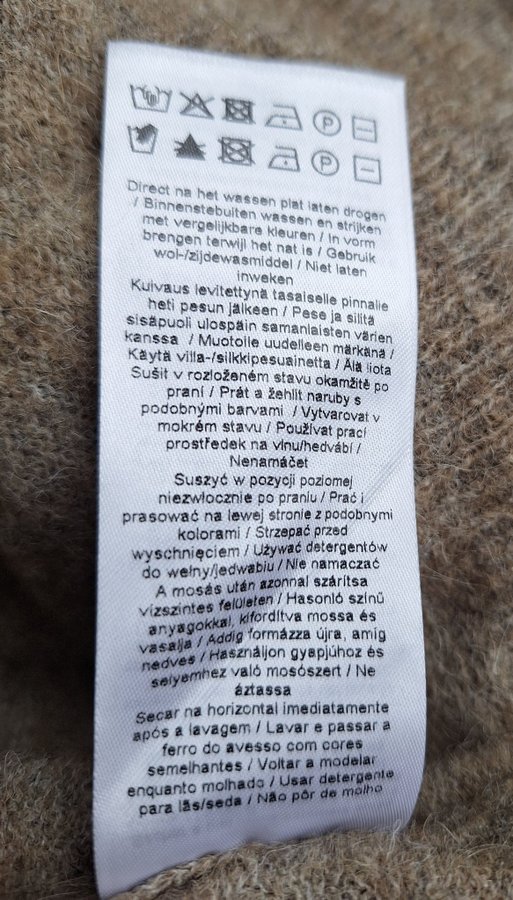 P
P
Direct na het wassen plat laten drogen
/ Binnenstebuiten wassen en strijken
met vergelijkbare kleuren / In vorm
brengen terwijl het nat is / Gebruik
wol-/zijdewasmiddel / Niet laten
inweken
Kuivaus levitettynä tasaiselle pinnalle
heti pesun jälkeen / Pese ja silitä
sisäpuoli ulospäin samanlaisten värien
kanssa / Muotoile uudelleen märkänä /
Käytä villa-/silkkipesuainetta / Älä liota
Sušit v rozloženém stavu okamžitě po
praní / Prát a žehlit naruby s
podobnými barvami / Vytvarovat v
mokrém stavu / Používat prací
prostředek na vlnu/hedvábí /
Nenamáčet
Suszyć w pozycji poziomej
niezwłocznie po praniu / Prać i
prasować na lewej stronie z podobnymi
kolorami / Strzepać przed
wyschnięciem / Używać detergentów
do wełny/jedwabiu / Nie namaczać
A mosás után azonnal szárítsa
vízszintes felületen / Hasonló színű
anyagokkal, kifordítva mossa és
vasalja / Addig formázza újra, amíg
nedves / Használjon gyapjúhoz és
selyemhez való mosószert / Ne
áztassa
Secar na horizontal imediatamente
após a lavagem / Lavar e passar a
ferro do avesso com cores
semelhantes / Voltar a modelar
enquanto molhado / Usar detergente
para lãs/seda / Não pôr de molho